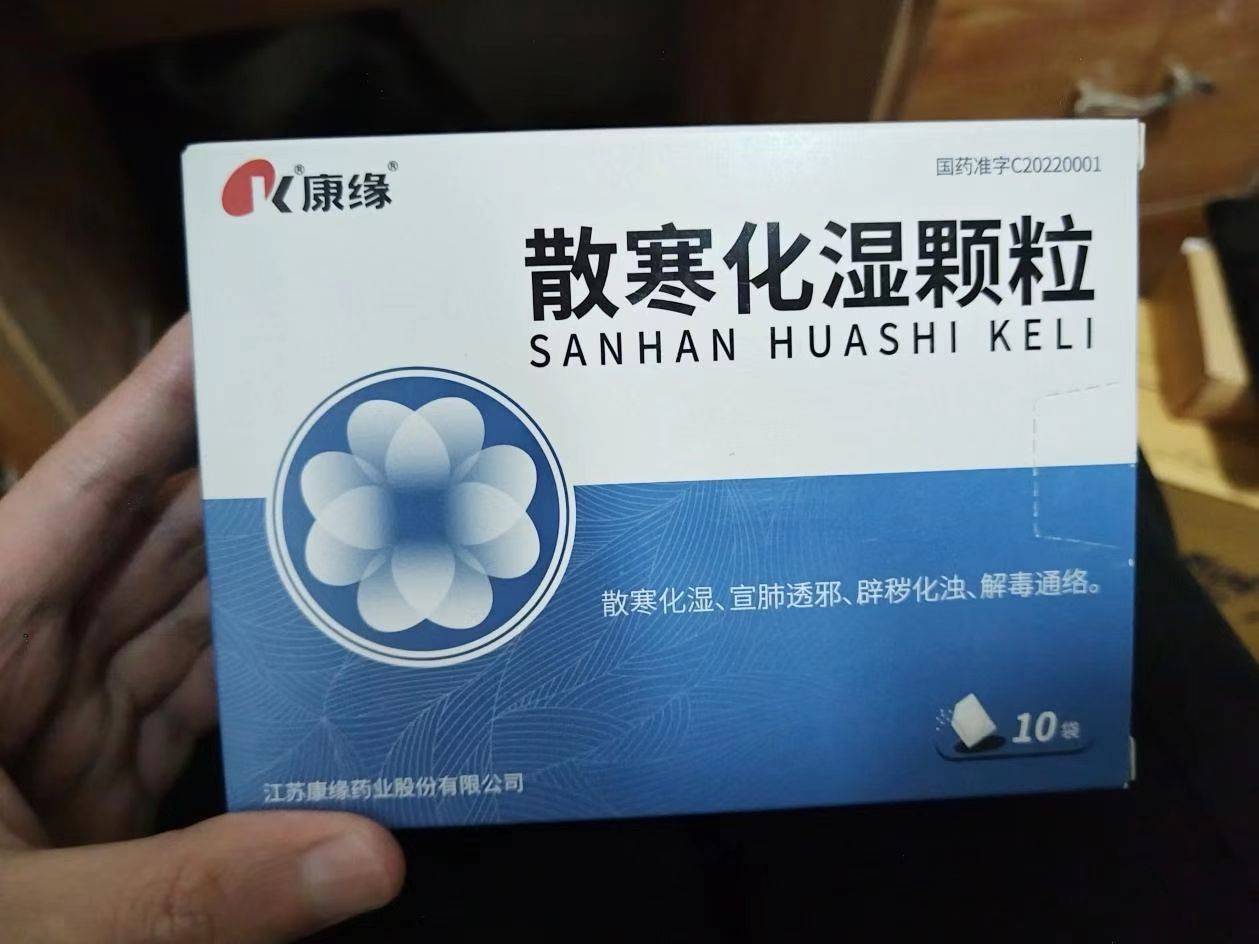 康缘
国药准字C20220001
散寒化湿颗粒
SANHAN HUASHI KELI
散寒化湿、宣肺透邪、辟秽化浊、解毒通络。
10袋
江苏康缘药业股份有限公司